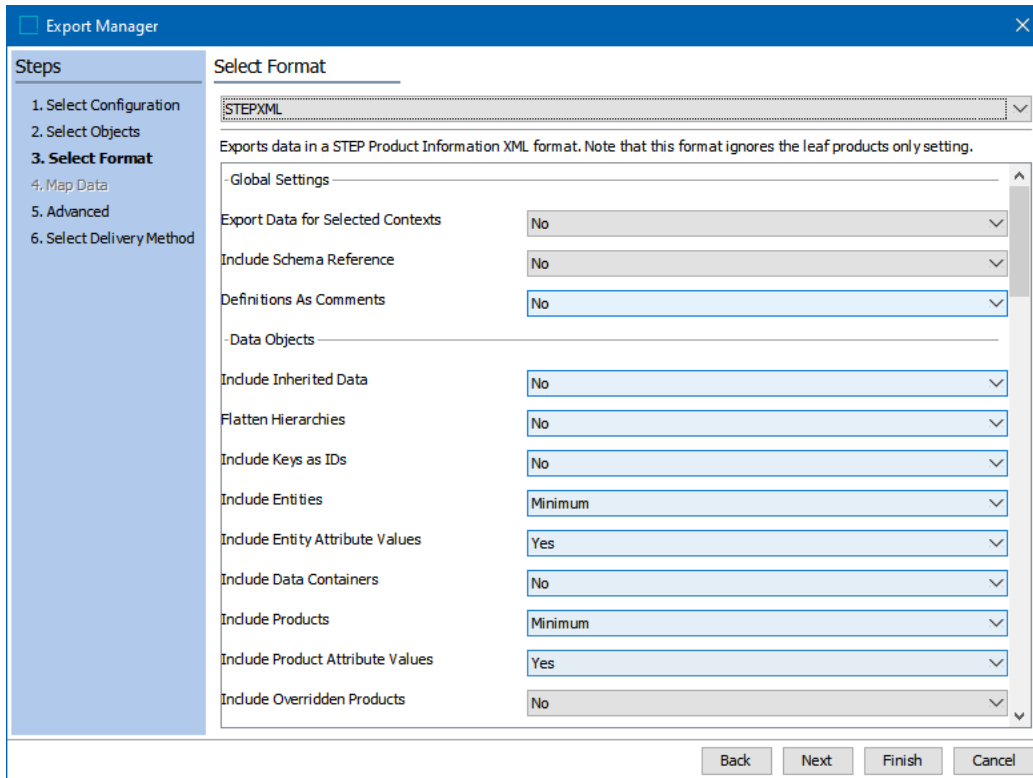 Export Manager
Steps
1. Select Configuration
2. Select Objects
3. Select Format
4. Map Data
5. Advanced
6. Select Delivery Method
Select Format
STEPXML
Exports data in a STEP Product Information XML format. Note that this format ignores the leaf products only setting.
Global Settings
Export Data for Selected Contexts No
Include Schema Reference No
Definitions As Comments No
Data Objects
Include Inherited Data No
Flatten Hierarchies No
Include Keys as IDs No
Include Entities Minimum
Include Entity Attribute Values Yes
Include Data Containers No
Include Products Minimum
Include Product Attribute Values Yes
Include Overridden Products No
Back Next Finish Cancel